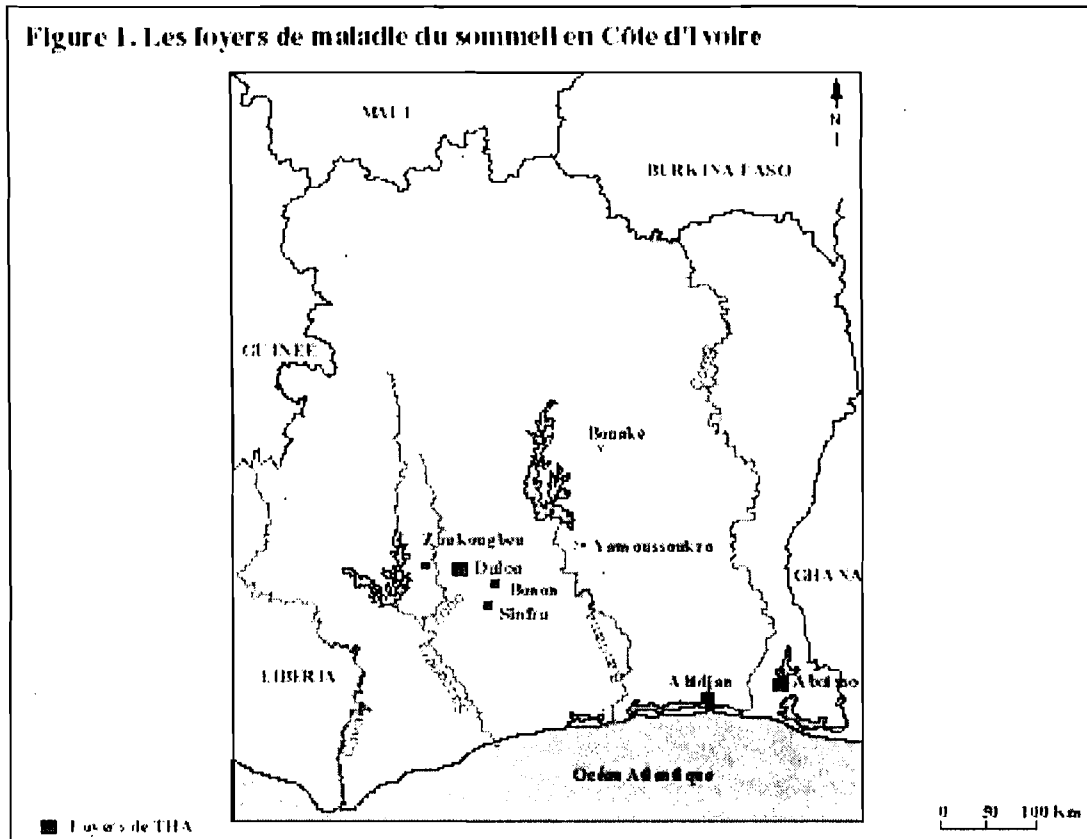 Figure 1. Les foyers de maladie du sommeil en Côte d'Ivoire
MALI
N
BURKINA FASO
GUINEE
Bouaké
Zoukougbeu
Yamoussoukro
Daloa
GHANA
Bonon
Sinfra
LIBERIA
Abidjan
Aboisso
Océan Atlantique
Foyers de THA
0 50 100 Km